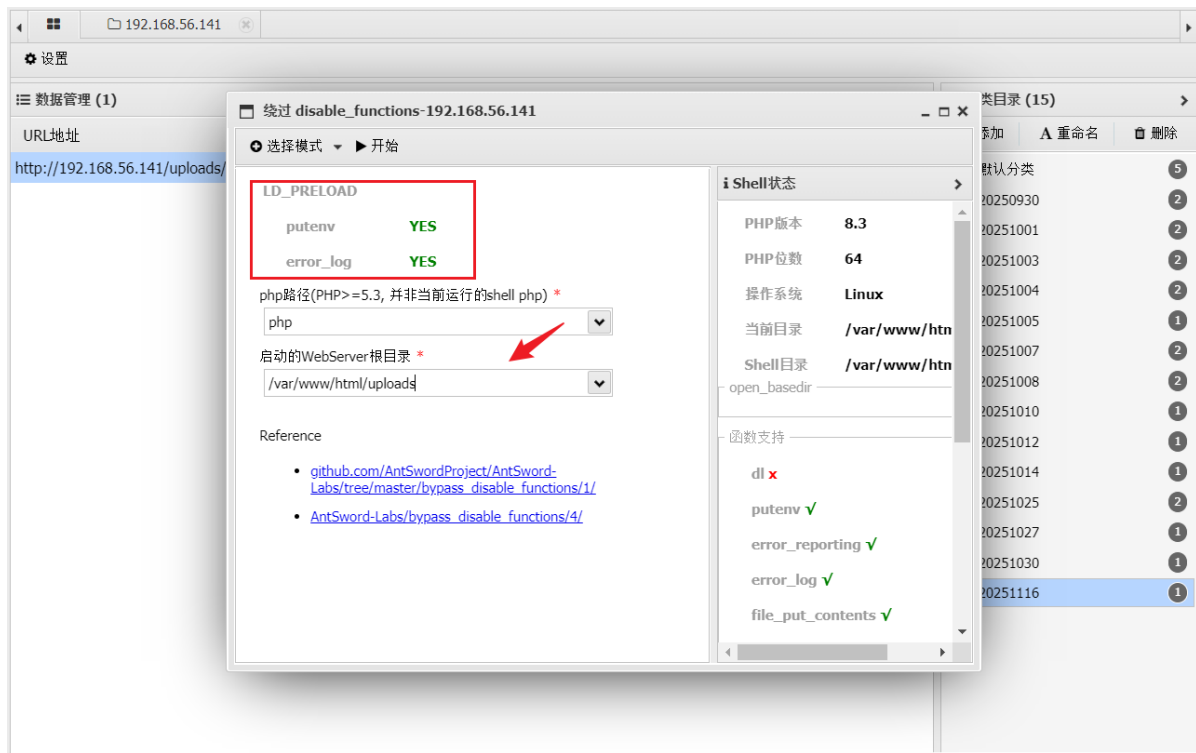 192.168.56.141
设置
数据管理 (1)
URL地址
http://192.168.56.141/uploads/
绕过 disable_functions-192.168.56.141
选择模式 开始
LD_PRELOAD
putenv YES
error_log YES
php路径(PHP>=5.3, 并非当前运行的shell php) *
php
启动的WebServer根目录 *
/var/www/html/uploads
Reference
github.com/AntSwordProject/AntSword-
Labs/tree/master/bypass_disable_functions/1/
AntSword-Labs/bypass_disable_functions/4/
Shell状态
PHP版本 8.3
PHP位数 64
操作系统 Linux
当前目录 /var/www/htn
Shell目录 /var/www/htn
open_basedir
函数支持
dl x
putenv √
error_reporting √
error_log √
file_put_contents √
类目录 (15)
添加 A 重命名 删除
默认分类 5
20250930 2
20251001 2
20251003 2
20251004 2
20251005 1
20251007 2
20251008 2
20251010 1
20251012 1
20251014 1
20251025 2
20251027 1
20251030 1
20251116 1